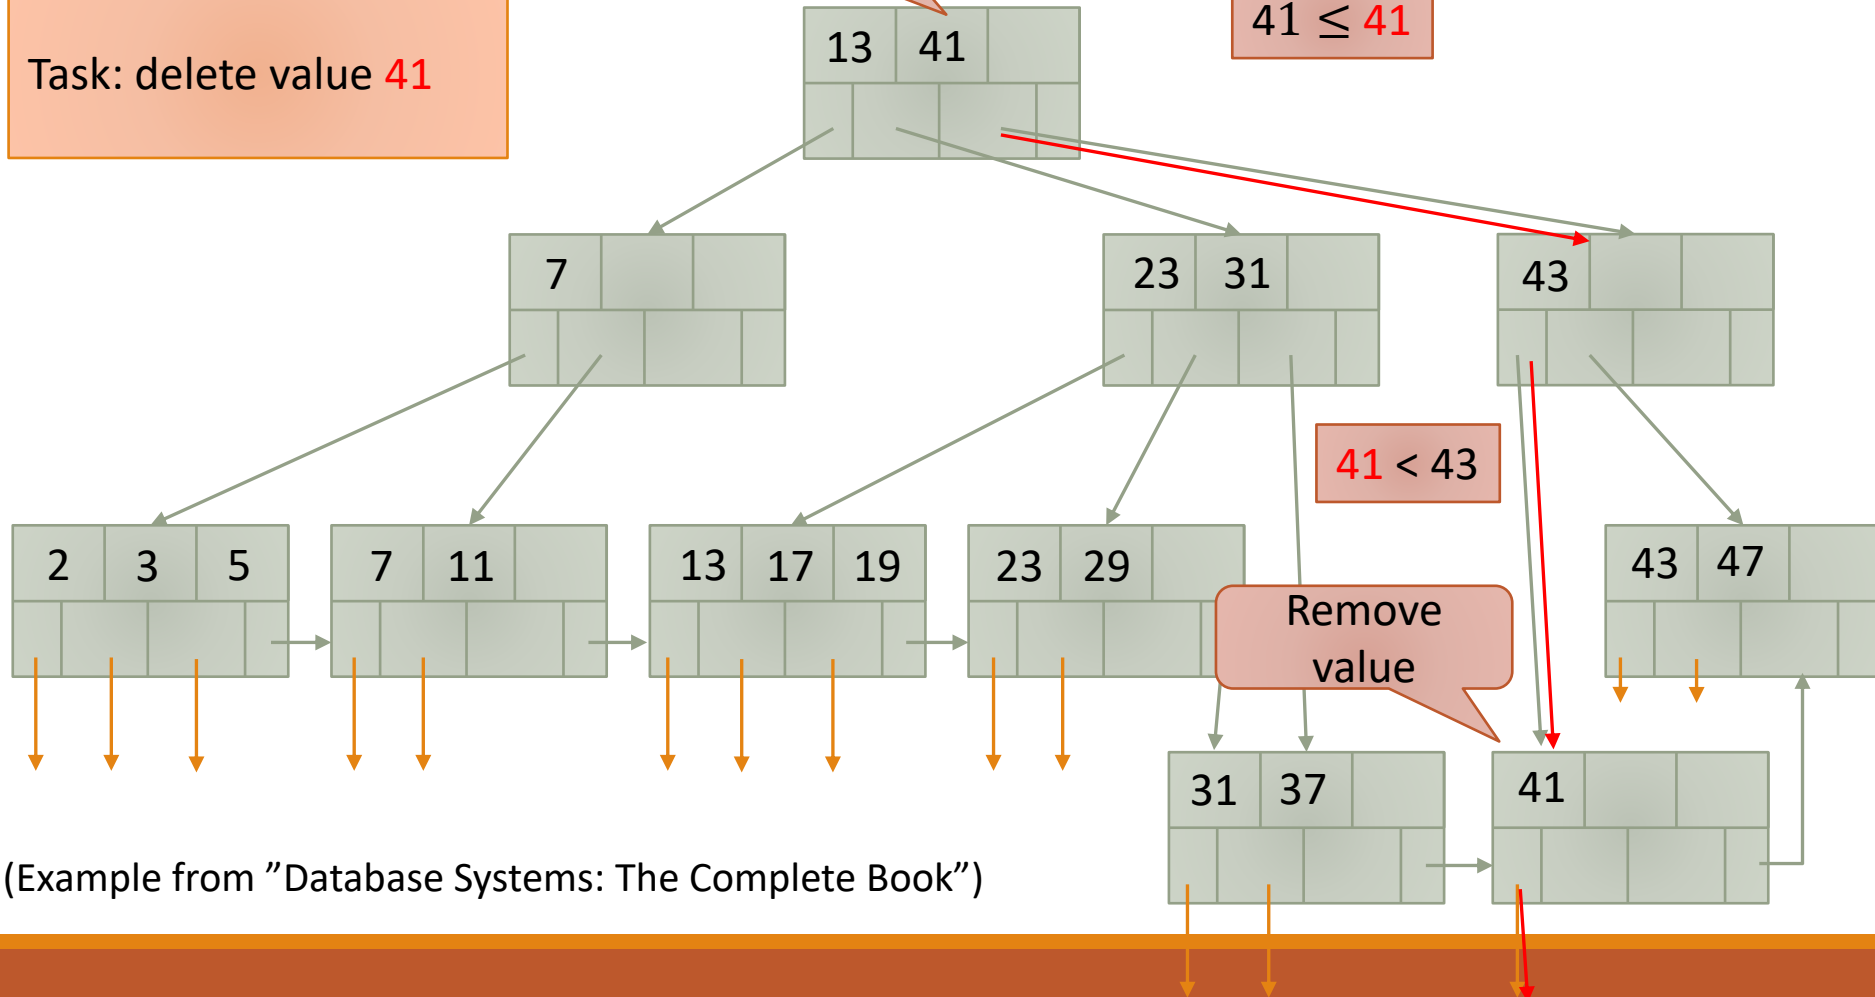 41 ≤ 41
Task: delete value 41
13 41
7
23 31
43
41 < 43
2 3 5
7 11
13 17 19
23 29
43 47
Remove
value
31 37
41
(Example from ”Database Systems: The Complete Book”)